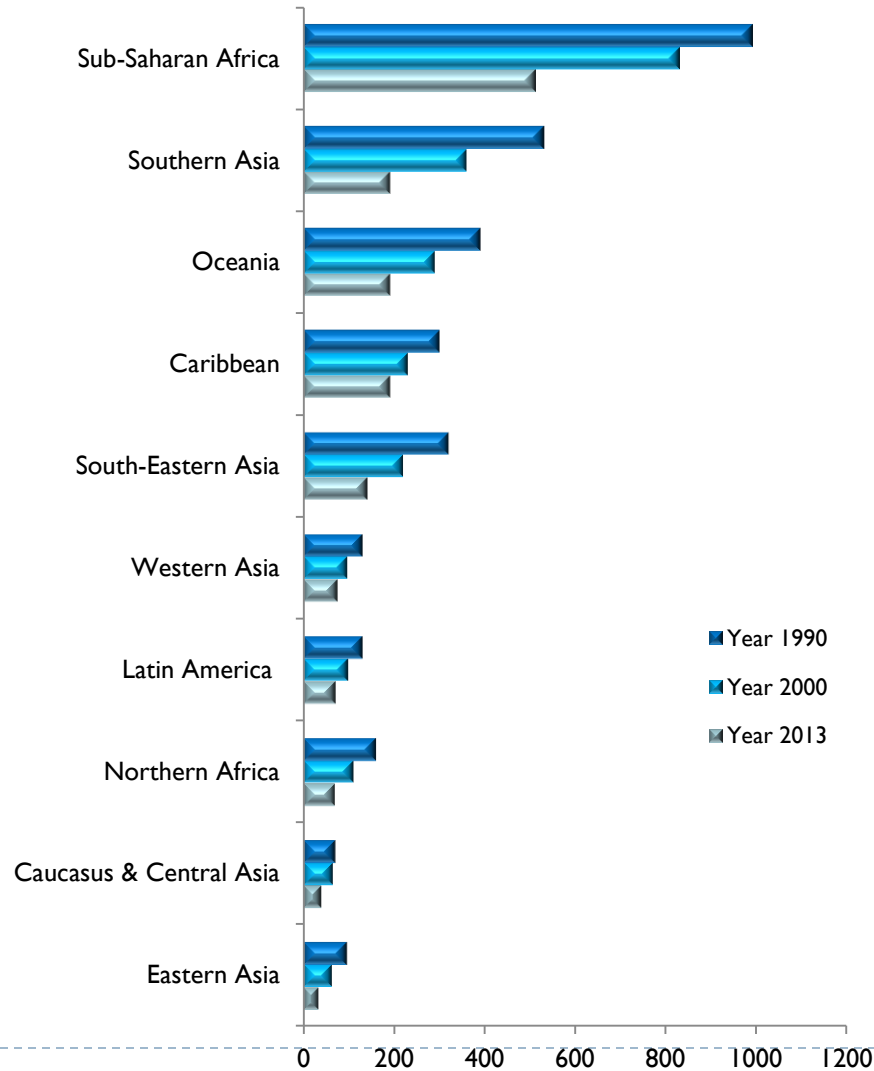 Sub-Saharan Africa
Southern Asia
Oceania
Caribbean
South-Eastern Asia
Western Asia
Latin America
Northern Africa
Caucasus & Central Asia
Eastern Asia
Year 1990
Year 2000
Year 2013
0 200 400 600 800 1000 1200